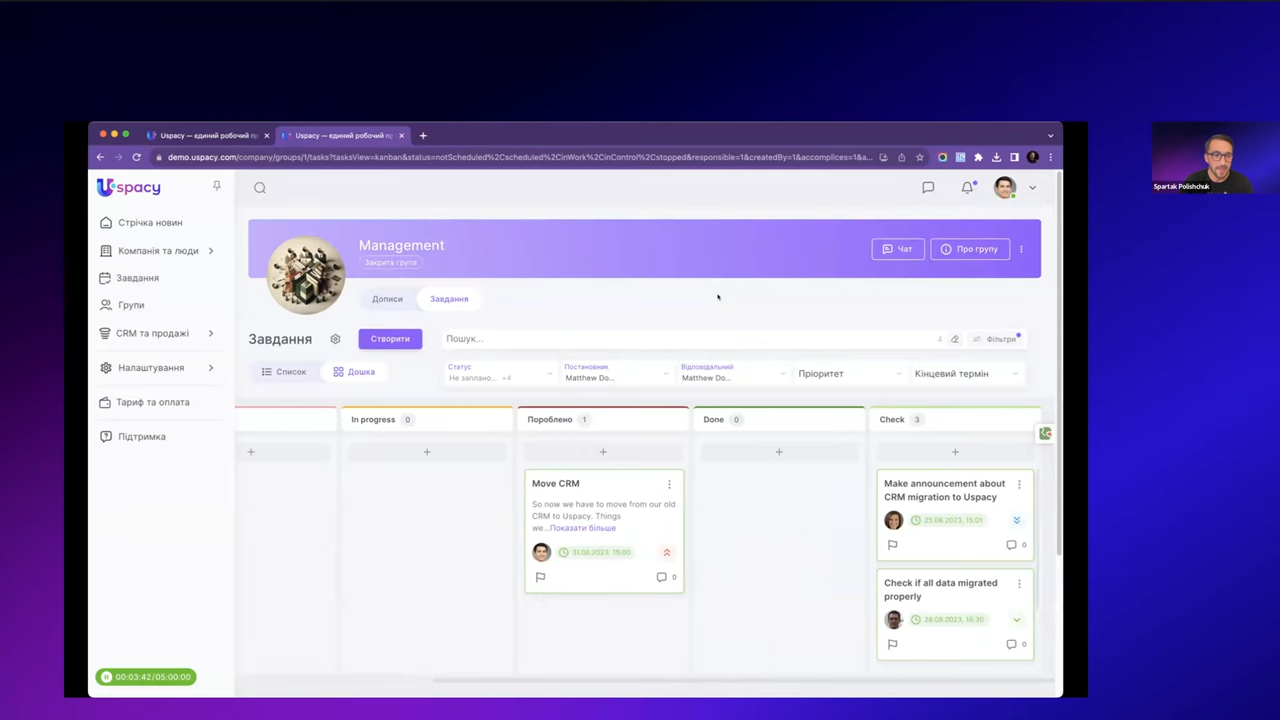 Uspacy — єдиний робочий пр
Uspacy — єдиний робочий пр
demo.uspacy.com/company/groups/1/tasks?tasksView=kanban&status=notScheduled%2Cscheduled%2CinWork%2CinControl%2Cstopped&responsible=1&createdBy=1&accomplices=1&a...
Uspacy
Стрічка новин
Компанія та люди
Завдання
Групи
CRM та продажі
Налаштування
Тариф та оплата
Підтримка
00:03:42/05:00:00
Management
Закрита група
Чат
Про групу
Дописи
Завдання
Завдання
Створити
Пошук...
4
Фільтри
Список
Дошка
Статус
Не заплано... +4
Постановник
Matthew Do...
Відповідальний
Matthew Do...
Пріоритет
Кінцевий термін
In progress 0
Пороблено 1
Done 0
Check 3
Move CRM
So now we have to move from our old
CRM to Uspacy. Things
we...Показати більше
31.08.2023, 15:00
0
Make announcement about
CRM migration to Uspacy
25.08.2023, 15:01
0
Check if all data migrated
properly
28.08.2023, 16:30
0
Spartak Polishchuk